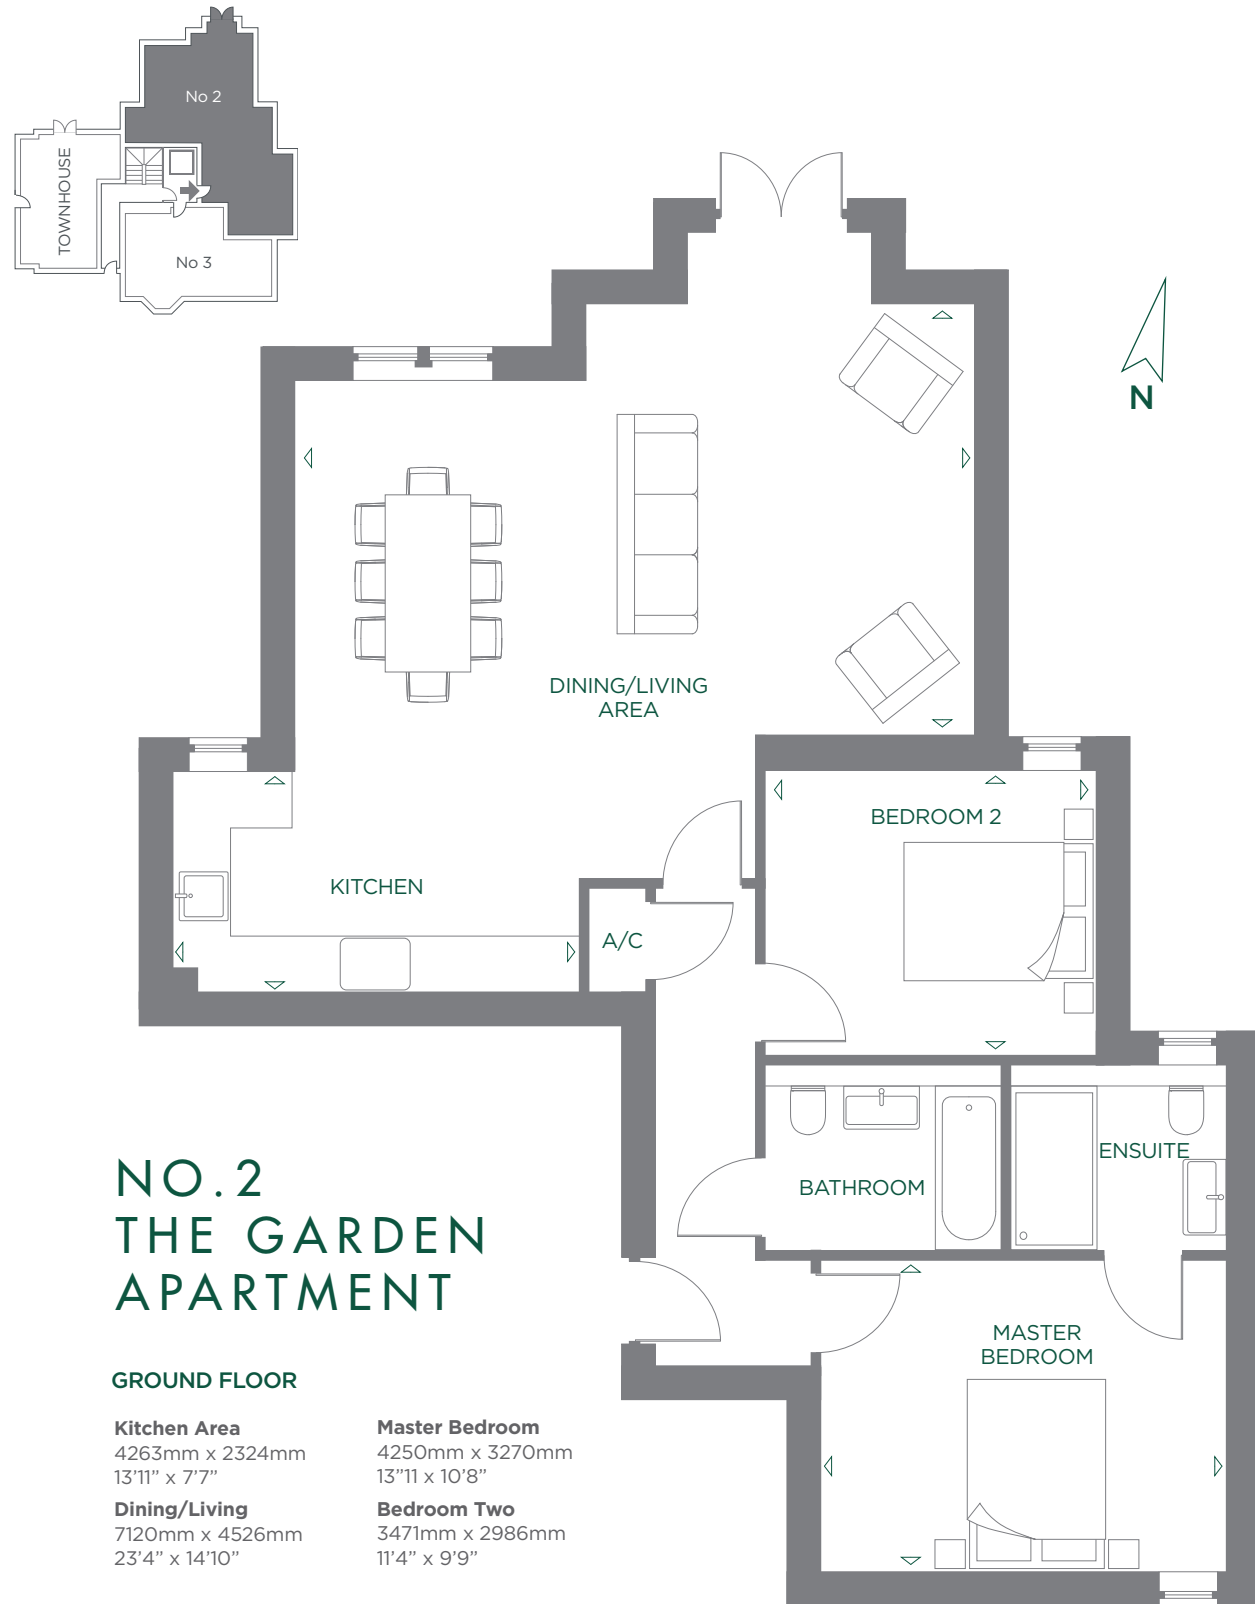 No 2
TOWNHOUSE
No 3
N
DINING/LIVING
AREA
BEDROOM 2
KITCHEN
A/C
ENSUITE
BATHROOM
MASTER
BEDROOM
NO.2
THE GARDEN
APARTMENT
GROUND FLOOR
Kitchen Area
4263mm x 2324mm
13’11” x 7’7”
Dining/Living
7120mm x 4526mm
23’4” x 14’10”
Master Bedroom
4250mm x 3270mm
13”11 x 10’8”
Bedroom Two
3471mm x 2986mm
11’4” x 9’9”